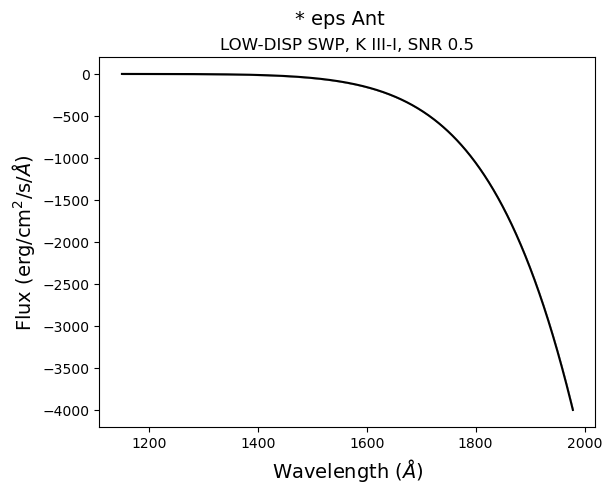 * eps Ant
LOW-DISP SWP, K III-I, SNR 0.5
0
−500
−1000
−1500
−2000
−2500
−3000
−3500
−4000
Flux (erg/cm²/s/Å)
1200 1400 1600 1800 2000
Wavelength (Å)